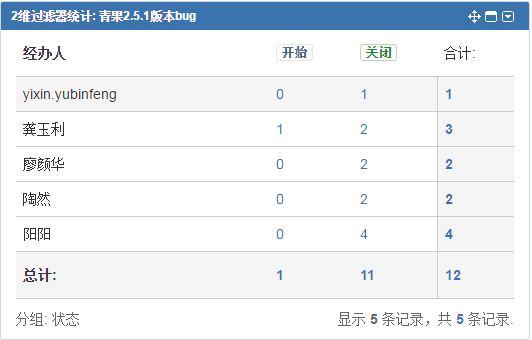 2维过滤器统计: 青果2.5.1版本bug
经办人 开始 关闭 合计:
yixin.yubinfeng 0 1 1
龚玉利 1 2 3
廖颜华 0 2 2
陶然 0 2 2
阳阳 0 4 4
总计: 1 11 12
分组: 状态 显示 5 条记录，共 5 条记录.